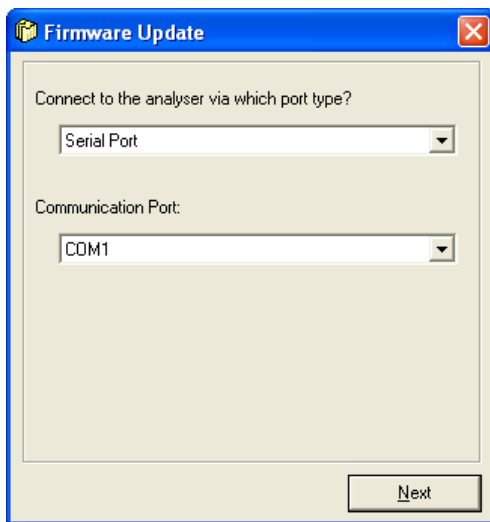 Firmware Update
Connect to the analyser via which port type?
Serial Port
Communication Port:
COM1
Next